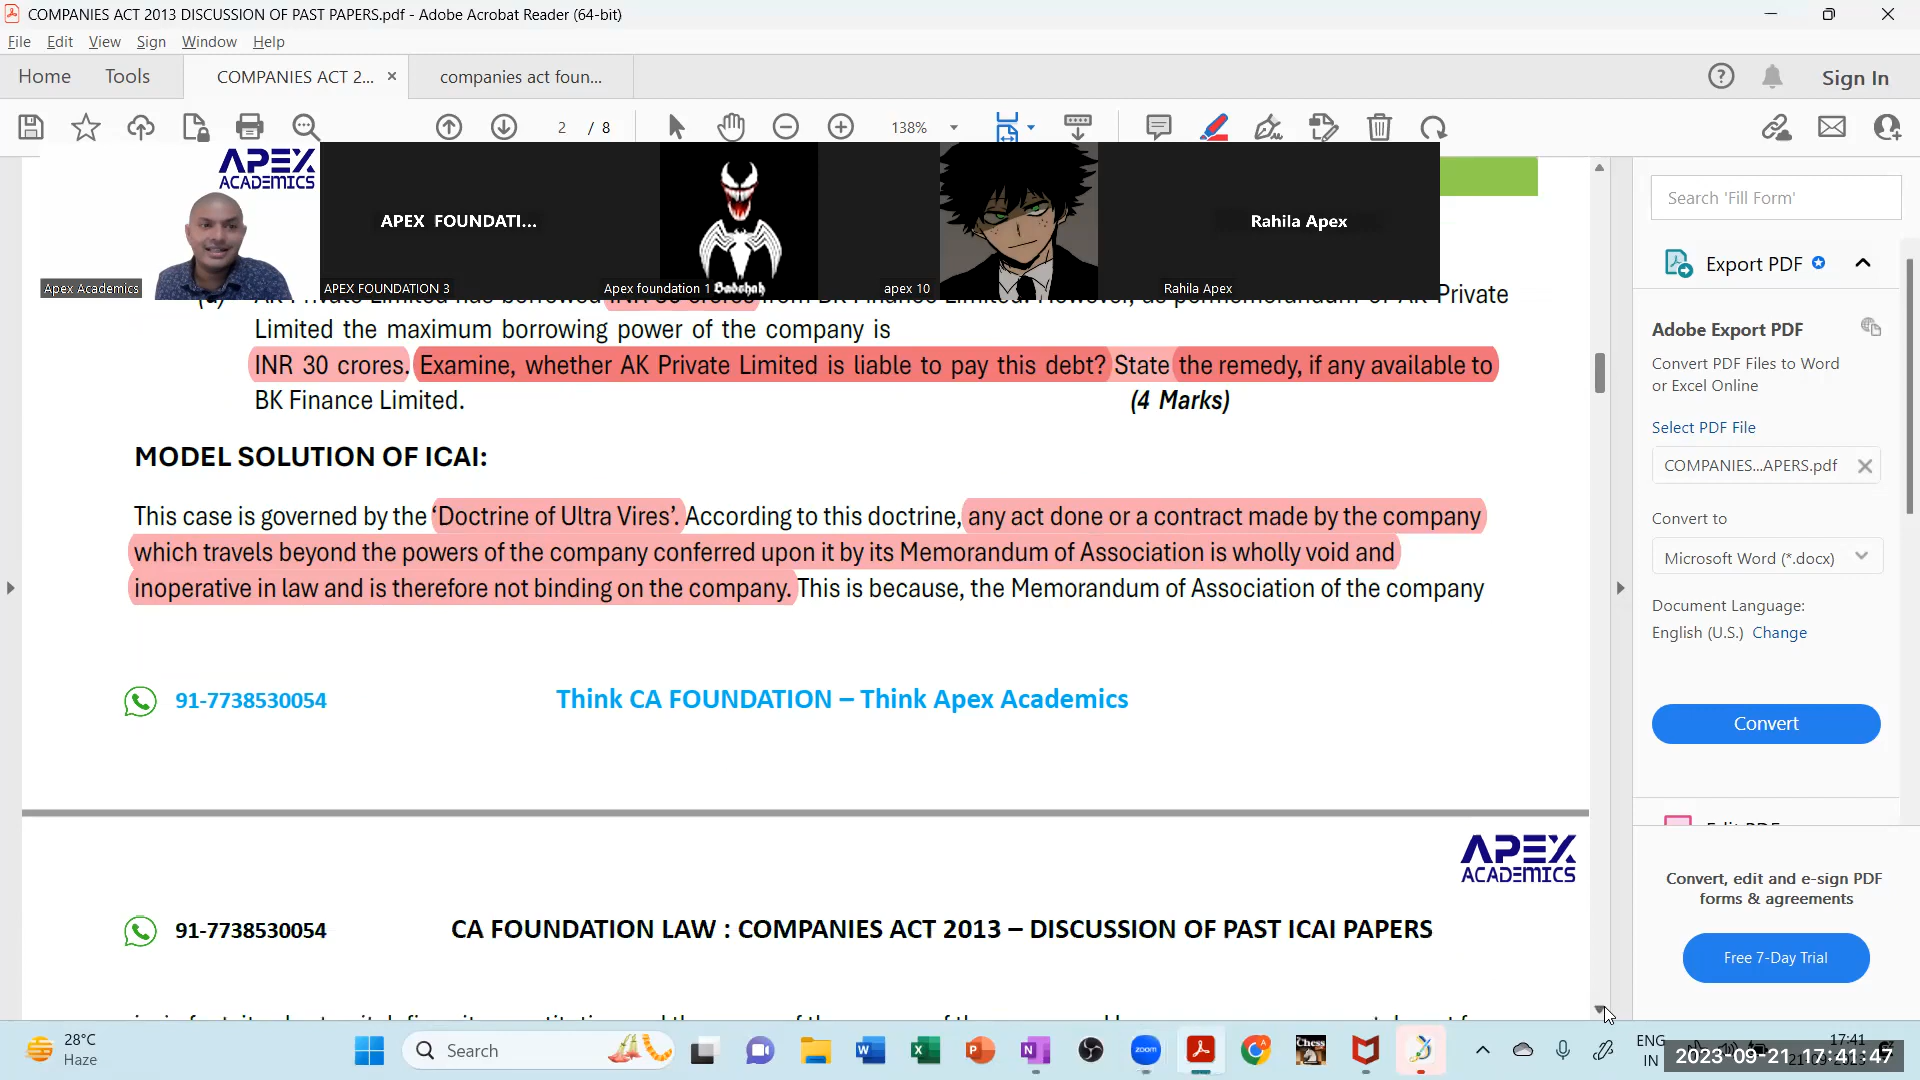 COMPANIES ACT 2013 DISCUSSION OF PAST PAPERS.pdf - Adobe Acrobat Reader (64-bit)
File Edit View Sign Window Help
Home Tools COMPANIES ACT 2... × companies act foun... Sign In
2 / 8 138%
APEX
ACADEMICS
APEX FOUNDATI...
Rahila Apex
Apex Academics APEX FOUNDATION 3 Apex foundation 1 Badshah apex 10 Rahila Apex
Private
Limited the maximum borrowing power of the company is
INR 30 crores. Examine, whether AK Private Limited is liable to pay this debt? State the remedy, if any available to
BK Finance Limited. (4 Marks)
MODEL SOLUTION OF ICAI:
This case is governed by the ‘Doctrine of Ultra Vires’. According to this doctrine, any act done or a contract made by the company
which travels beyond the powers of the company conferred upon it by its Memorandum of Association is wholly void and
inoperative in law and is therefore not binding on the company. This is because, the Memorandum of Association of the company
91-7738530054 Think CA FOUNDATION – Think Apex Academics
APEX
ACADEMICS
91-7738530054 CA FOUNDATION LAW : COMPANIES ACT 2013 – DISCUSSION OF PAST ICAI PAPERS
Search 'Fill Form'
Export PDF
Adobe Export PDF
Convert PDF Files to Word
or Excel Online
Select PDF File
COMPANIES...APERS.pdf
Convert to
Microsoft Word (*.docx)
Document Language:
English (U.S.) Change
Convert
Convert, edit and e-sign PDF
forms & agreements
Free 7-Day Trial
28°C
Haze
Search
zoom
Chess
ENG
IN
17:41
2023-09-21 17:41:47